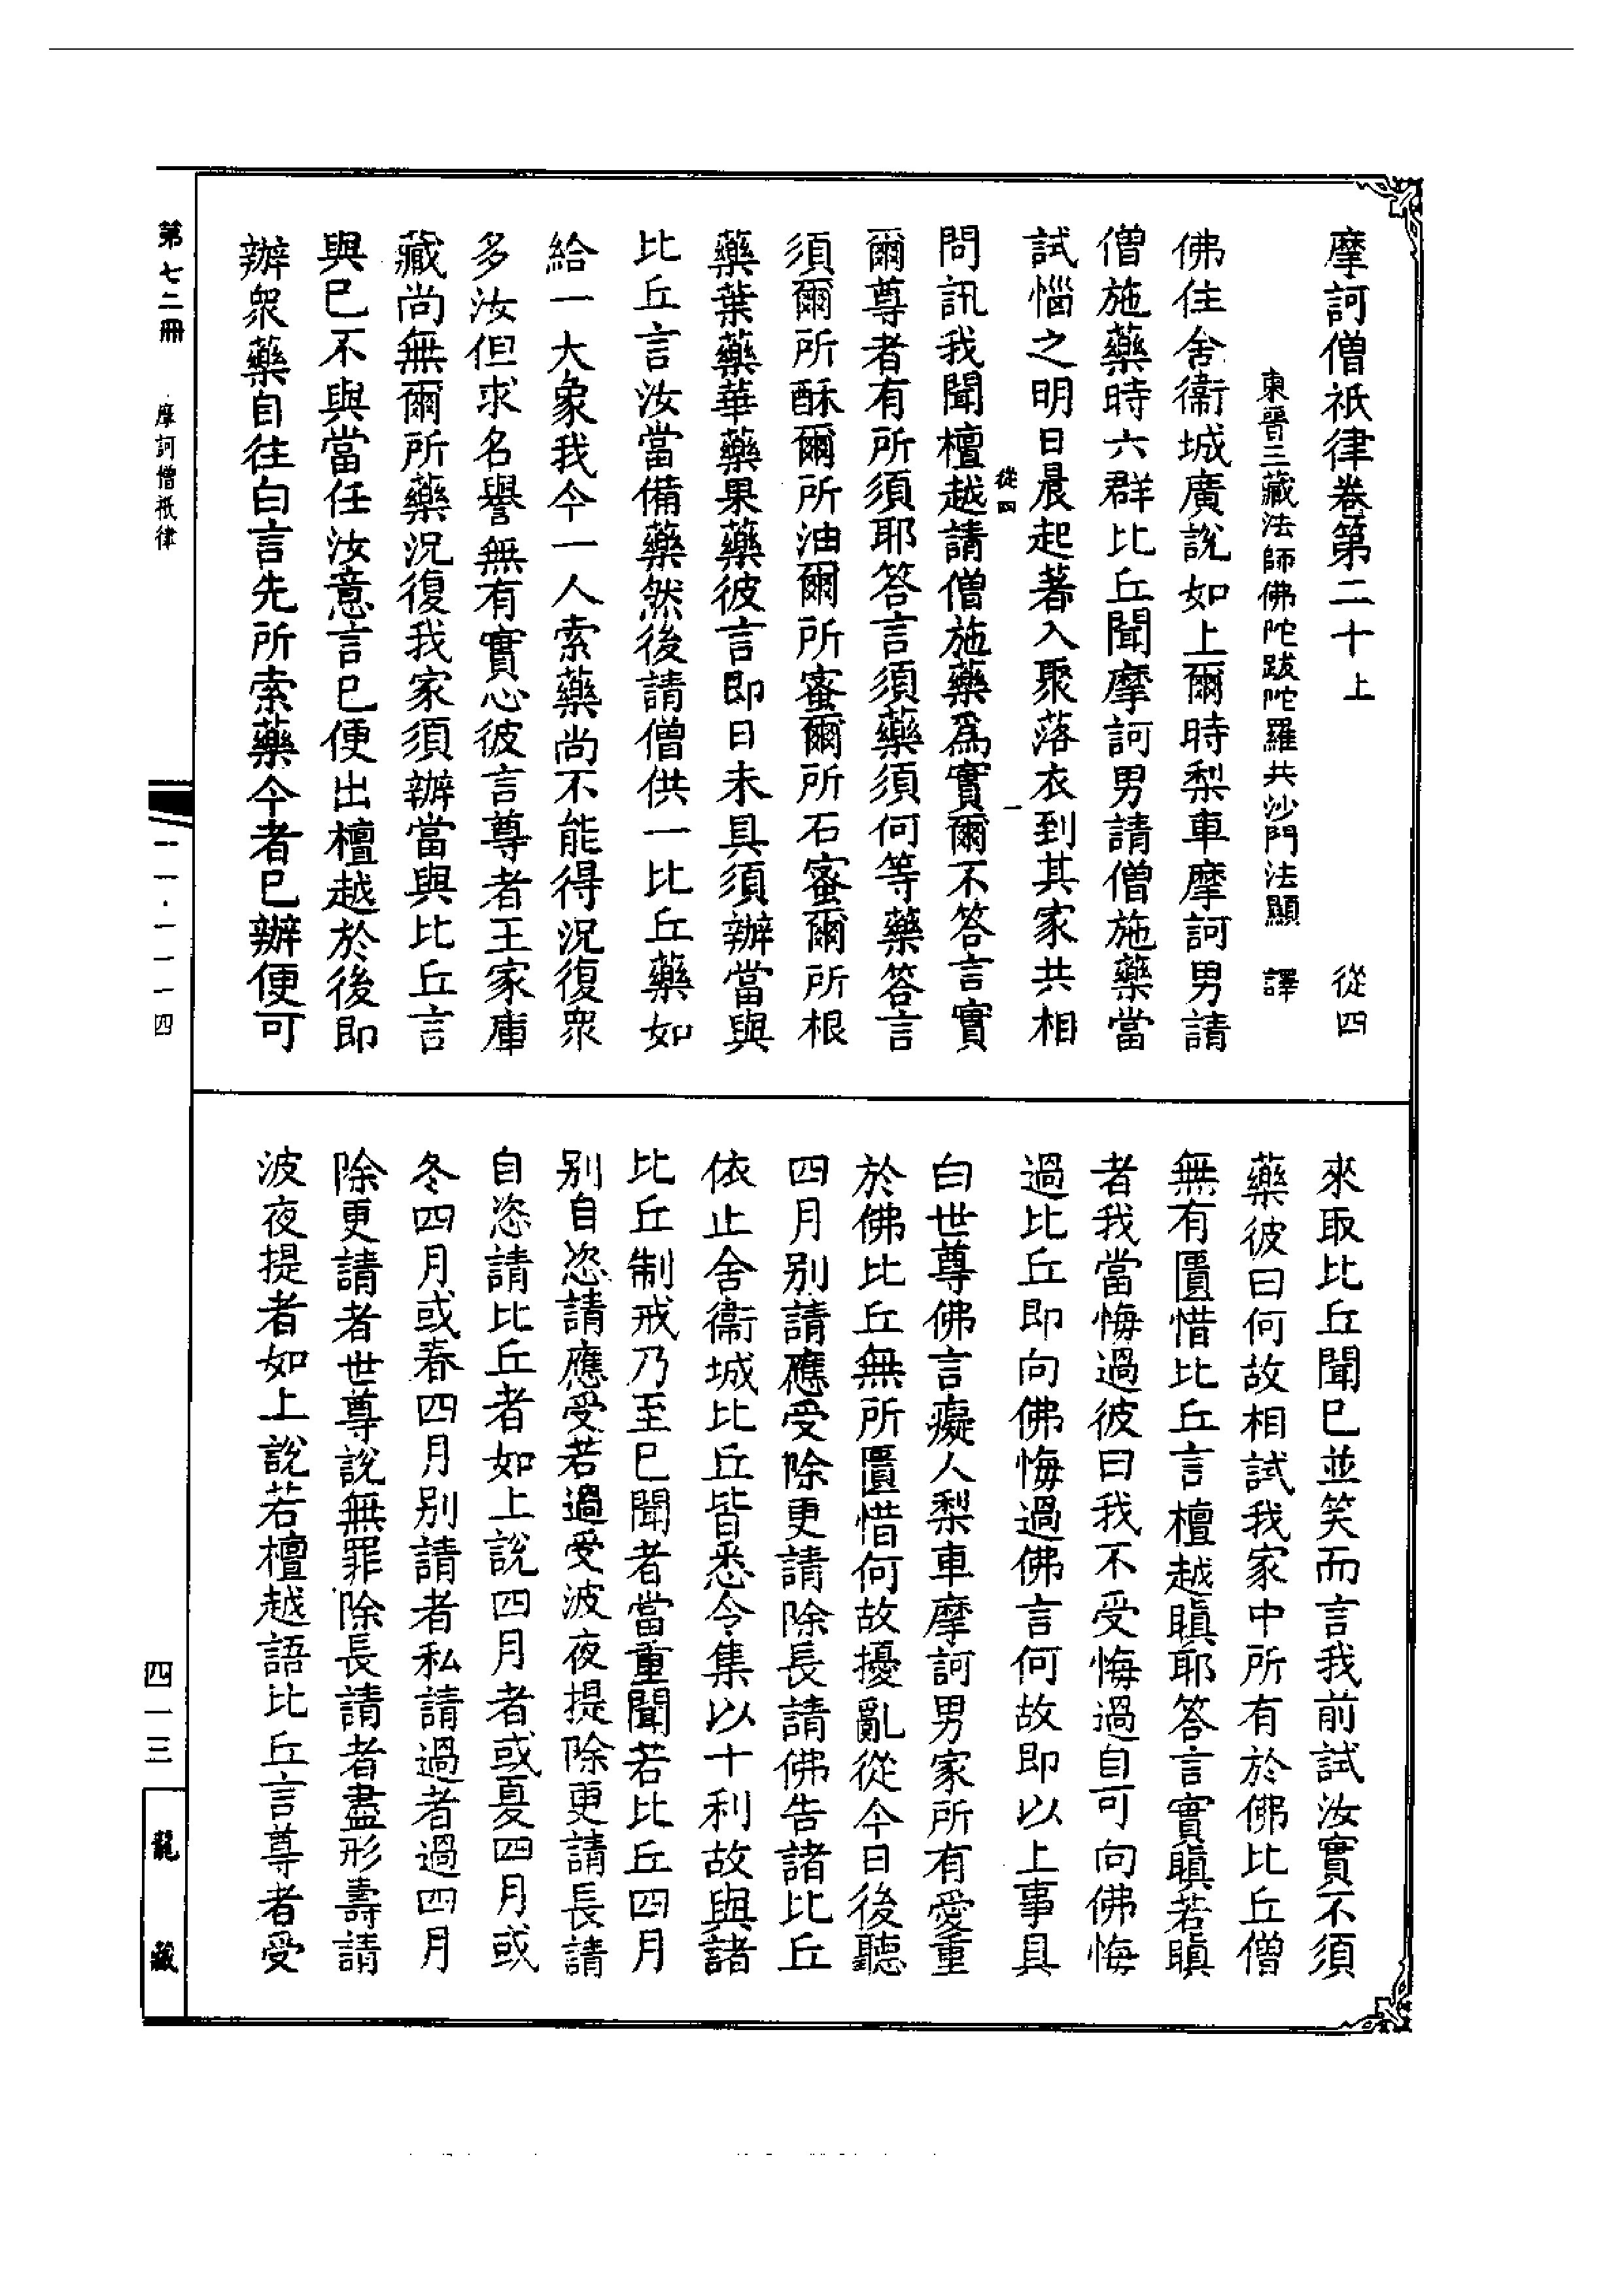 摩訶僧祇律卷第二十上　從四
東晉三藏法師佛陀跋陀羅共沙門法顯　譯
佛住舍衞城廣說如上爾時梨車摩訶男請
僧施藥時六群比丘聞摩訶男請僧施藥當
試惱之明日晨起著入聚落衣到其家共相
從四　一
問訊我聞檀越請僧施藥爲實爾不答言實
爾尊者有所須耶答言須藥須何等藥答言
須爾所酥爾所油爾所蜜爾所石蜜爾所根
藥葉藥華藥果藥彼言即日未具須辦當與
比丘言汝當備藥然後請僧供一比丘藥如
給一大象我今一人索藥尚不能得況復衆
多汝但求名譽無有實心彼言尊者王家庫
藏尚無爾所藥況復我家須辦當與比丘言
與巳不與當任汝意言巳便出檀越於後即
辦衆藥自往白言先所索藥今者巳辦便可
來取比丘聞巳並笑而言我前試汝實不須
藥彼曰何故相試我家中所有於佛比丘僧
無有匱惜比丘言檀越瞋耶答言實瞋若瞋
者我當悔過彼曰我不受悔過自可向佛悔
過比丘即向佛悔過佛言何故即以上事具
白世尊佛言癡人梨車摩訶男家所有愛重
於佛比丘無所匱惜何故擾亂從今日後聽
四月別請應受除更請除長請佛告諸比丘
依止舍衞城比丘皆悉令集以十利故與諸
比丘制戒乃至巳聞者當重聞若比丘四月
別自恣請應受若過受波夜提除更請長請
自恣請比丘者如上說四月者或夏四月或
冬四月或春四月別請者私請過者過四月
除更請者世尊說無罪除長請者盡形壽請
波夜提者如上說若檀越語比丘言尊者受
第七二冊　摩訶僧祇律
一一·一一一四
四一三
龍藏